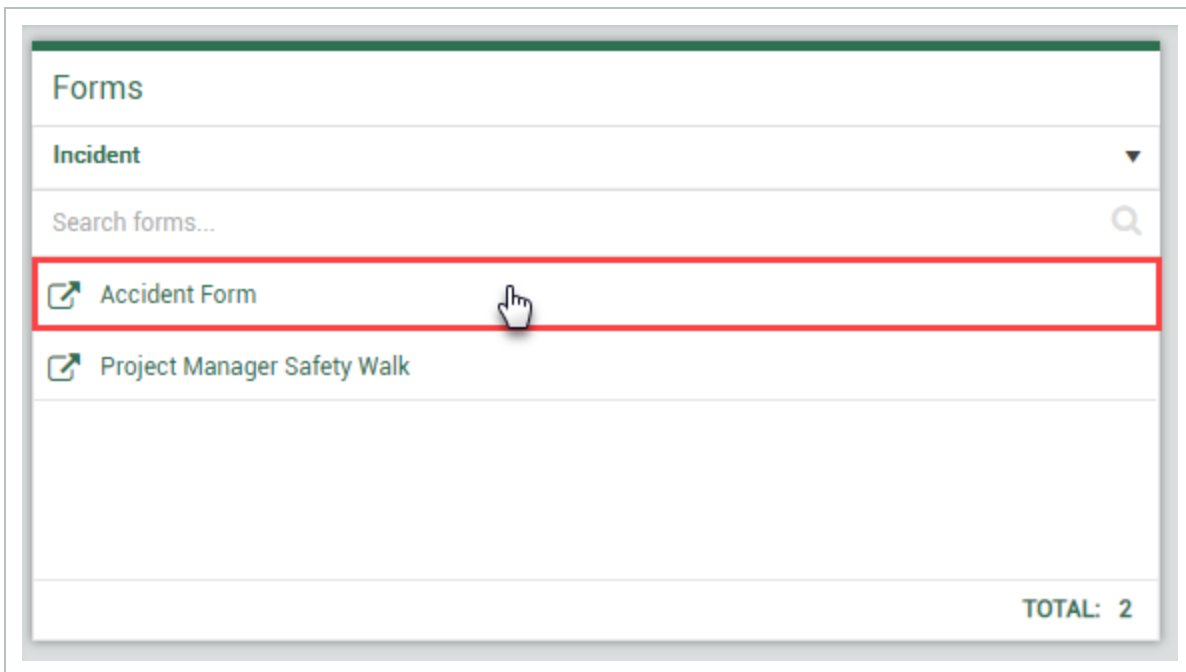 Forms
Incident
Search forms...
Accident Form
Project Manager Safety Walk
TOTAL: 2